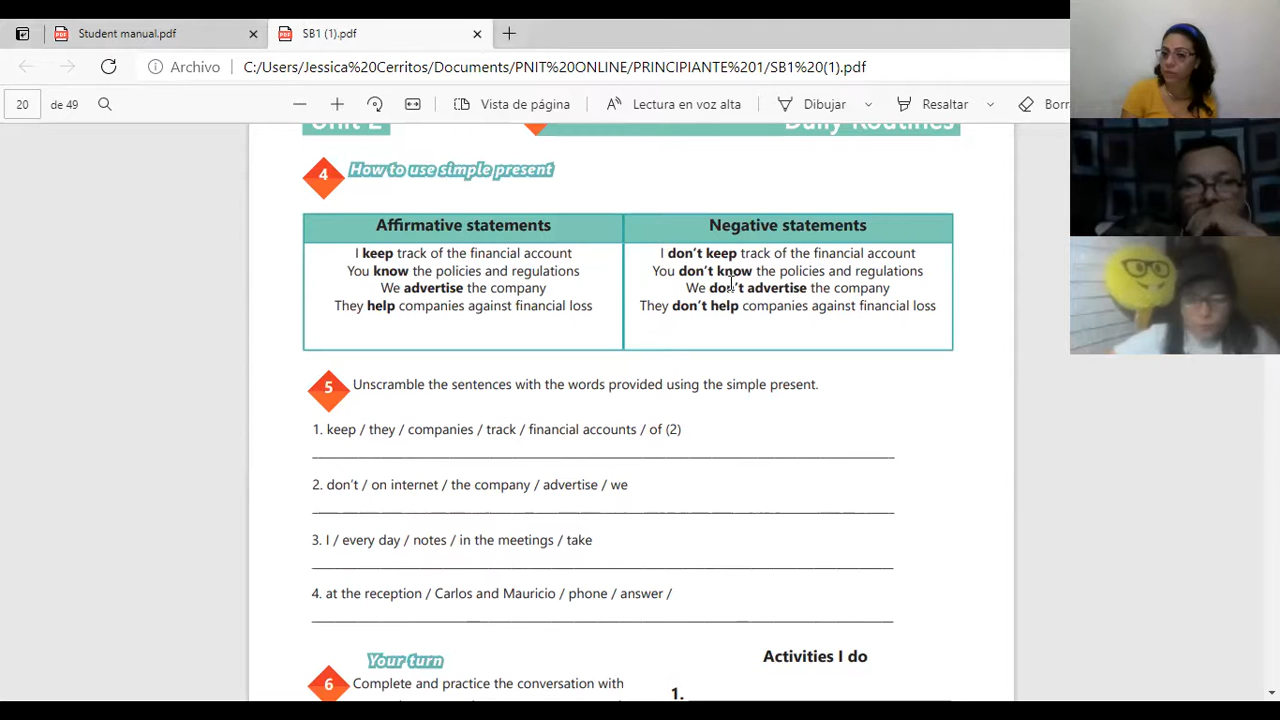 Student manual.pdf
SB1 (1).pdf
Archivo
C:/Users/Jessica%20Cerritos/Documents/PNIT%20ONLINE/PRINCIPIANTE%201/SB1%20(1).pdf
20
de 49
Vista de página
Lectura en voz alta
Dibujar
Resaltar
Borr
Unit 2
Daily Routines
4
How to use simple present
Affirmative statements
I keep track of the financial account
You know the policies and regulations
We advertise the company
They help companies against financial loss
Negative statements
I don't keep track of the financial account
You don't know the policies and regulations
We don't advertise the company
They don't help companies against financial loss
5
Unscramble the sentences with the words provided using the simple present.
1. keep / they / companies / track / financial accounts / of (2)
2. don't / on internet / the company / advertise / we
3. I / every day / notes / in the meetings / take
4. at the reception / Carlos and Mauricio / phone / answer /
Your turn
6
Complete and practice the conversation with
Activities I do
1.